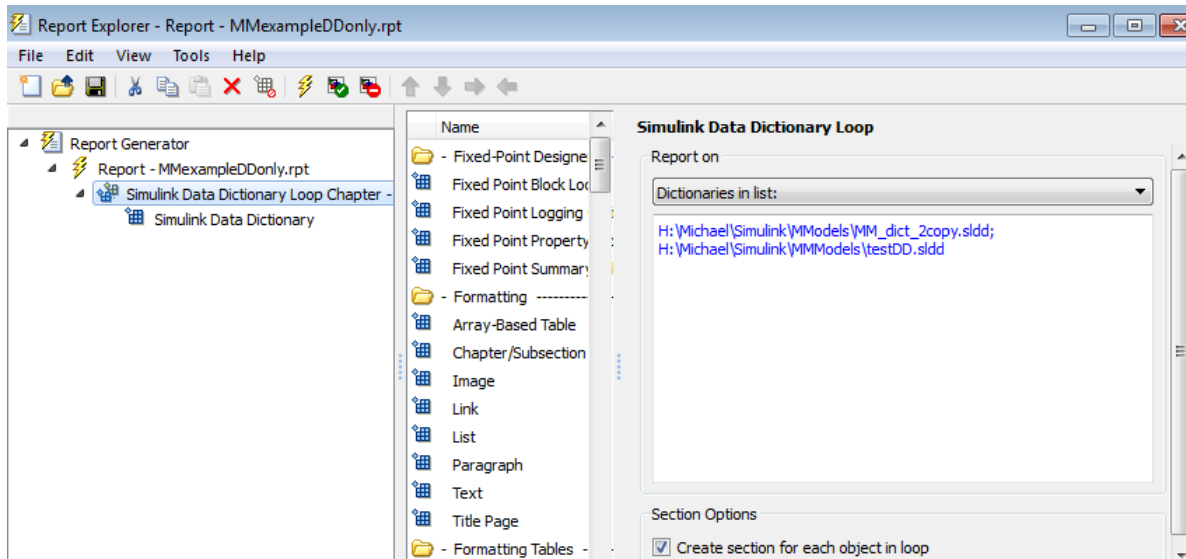 Report Explorer - Report - MMexampleDDonly.rpt
File Edit View Tools Help
Report Generator
Report - MMexampleDDonly.rpt
Simulink Data Dictionary Loop Chapter -
Simulink Data Dictionary
Name
- Fixed-Point Designe
Fixed Point Block Loo
Fixed Point Logging
Fixed Point Property
Fixed Point Summary
- Formatting ----------
Array-Based Table
Chapter/Subsection
Image
Link
List
Paragraph
Text
Title Page
- Formatting Tables -
Simulink Data Dictionary Loop
Report on
Dictionaries in list:
H:\Michael\Simulink\MModels\MM_dict_2copy.sldd;
H:\Michael\Simulink\MMModels\testDD.sldd
Section Options
Create section for each object in loop